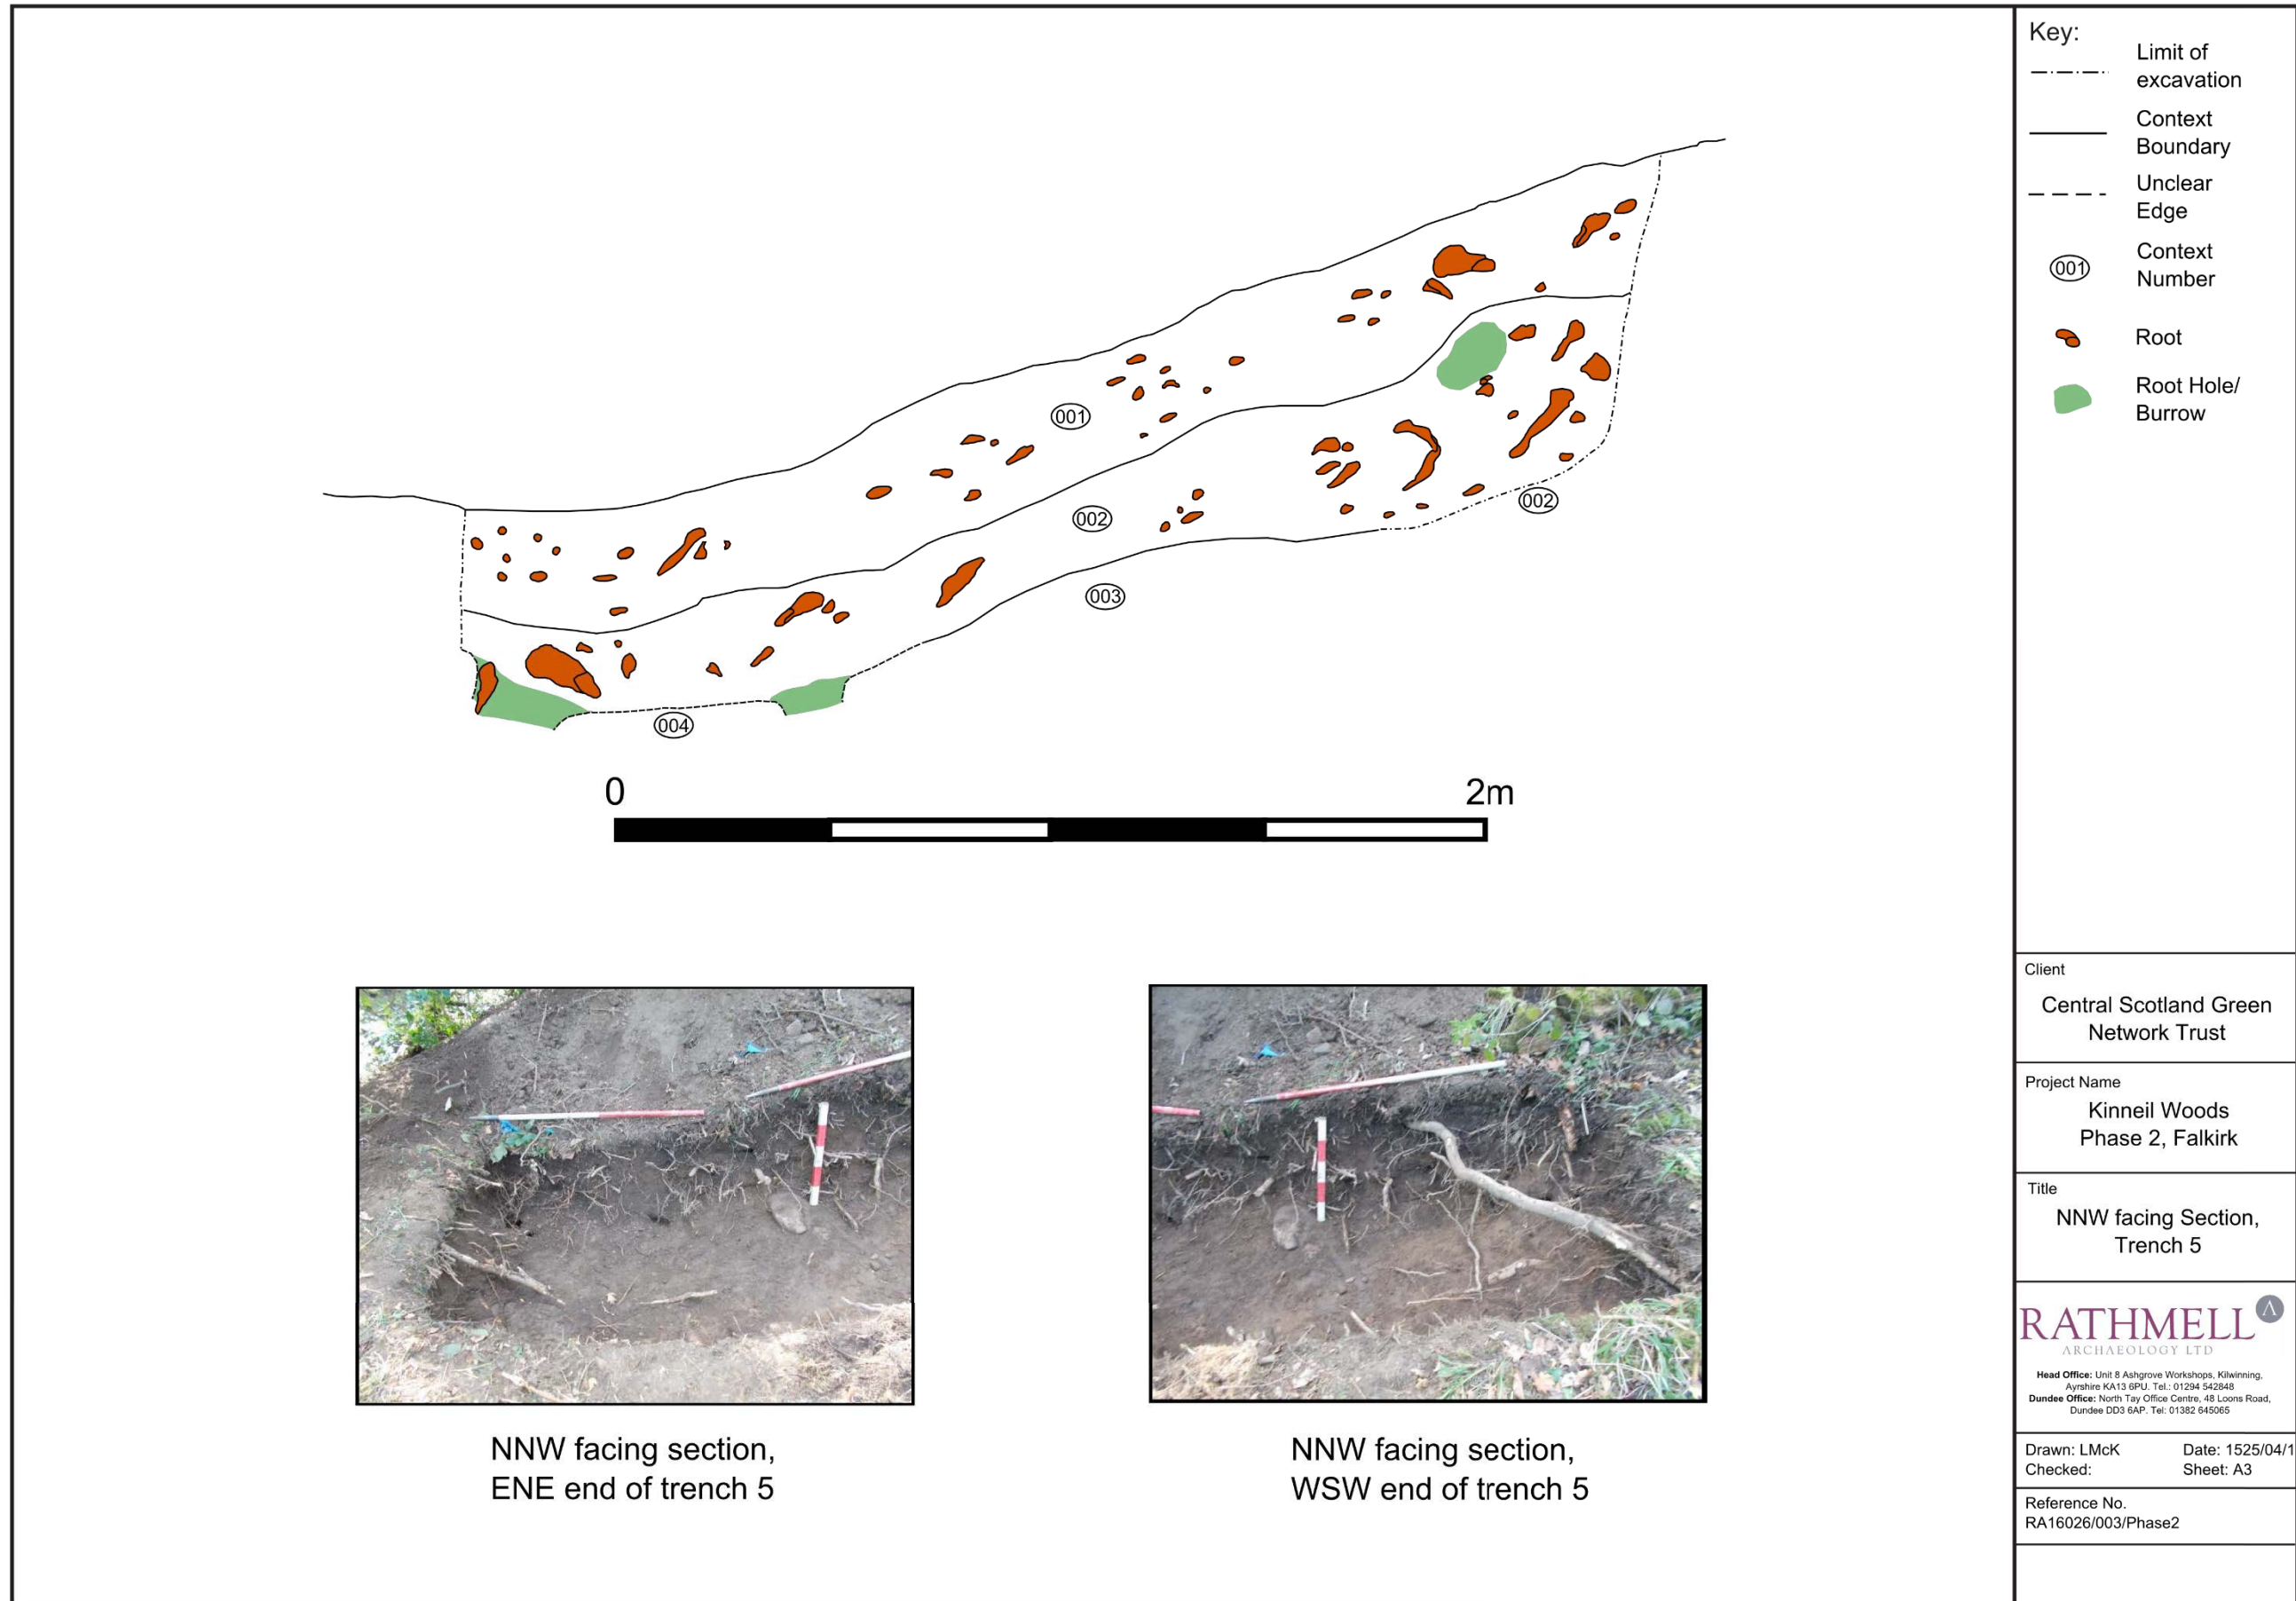 001
002
002
003
004
0 2m
NNW facing section,
ENE end of trench 5
NNW facing section,
WSW end of trench 5
Key:
Limit of
excavation
Context
Boundary
Unclear
Edge
001
Context
Number
Root
Root Hole/
Burrow
Client
Central Scotland Green
Network Trust
Project Name
Kinneil Woods
Phase 2, Falkirk
Title
NNW facing Section,
Trench 5
RATHMELL
ARCHAEOLOGY LTD
Head Office: Unit 8 Ashgrove Workshops, Kilwinning,
Ayrshire KA13 6PU. Tel.: 01294 542848
Dundee Office: North Tay Office Centre, 48 Loons Road,
Dundee DD3 6AP. Tel: 01382 645065
Drawn: LMcK Date: 1525/04/1
Checked: Sheet: A3
Reference No.
RA16026/003/Phase2